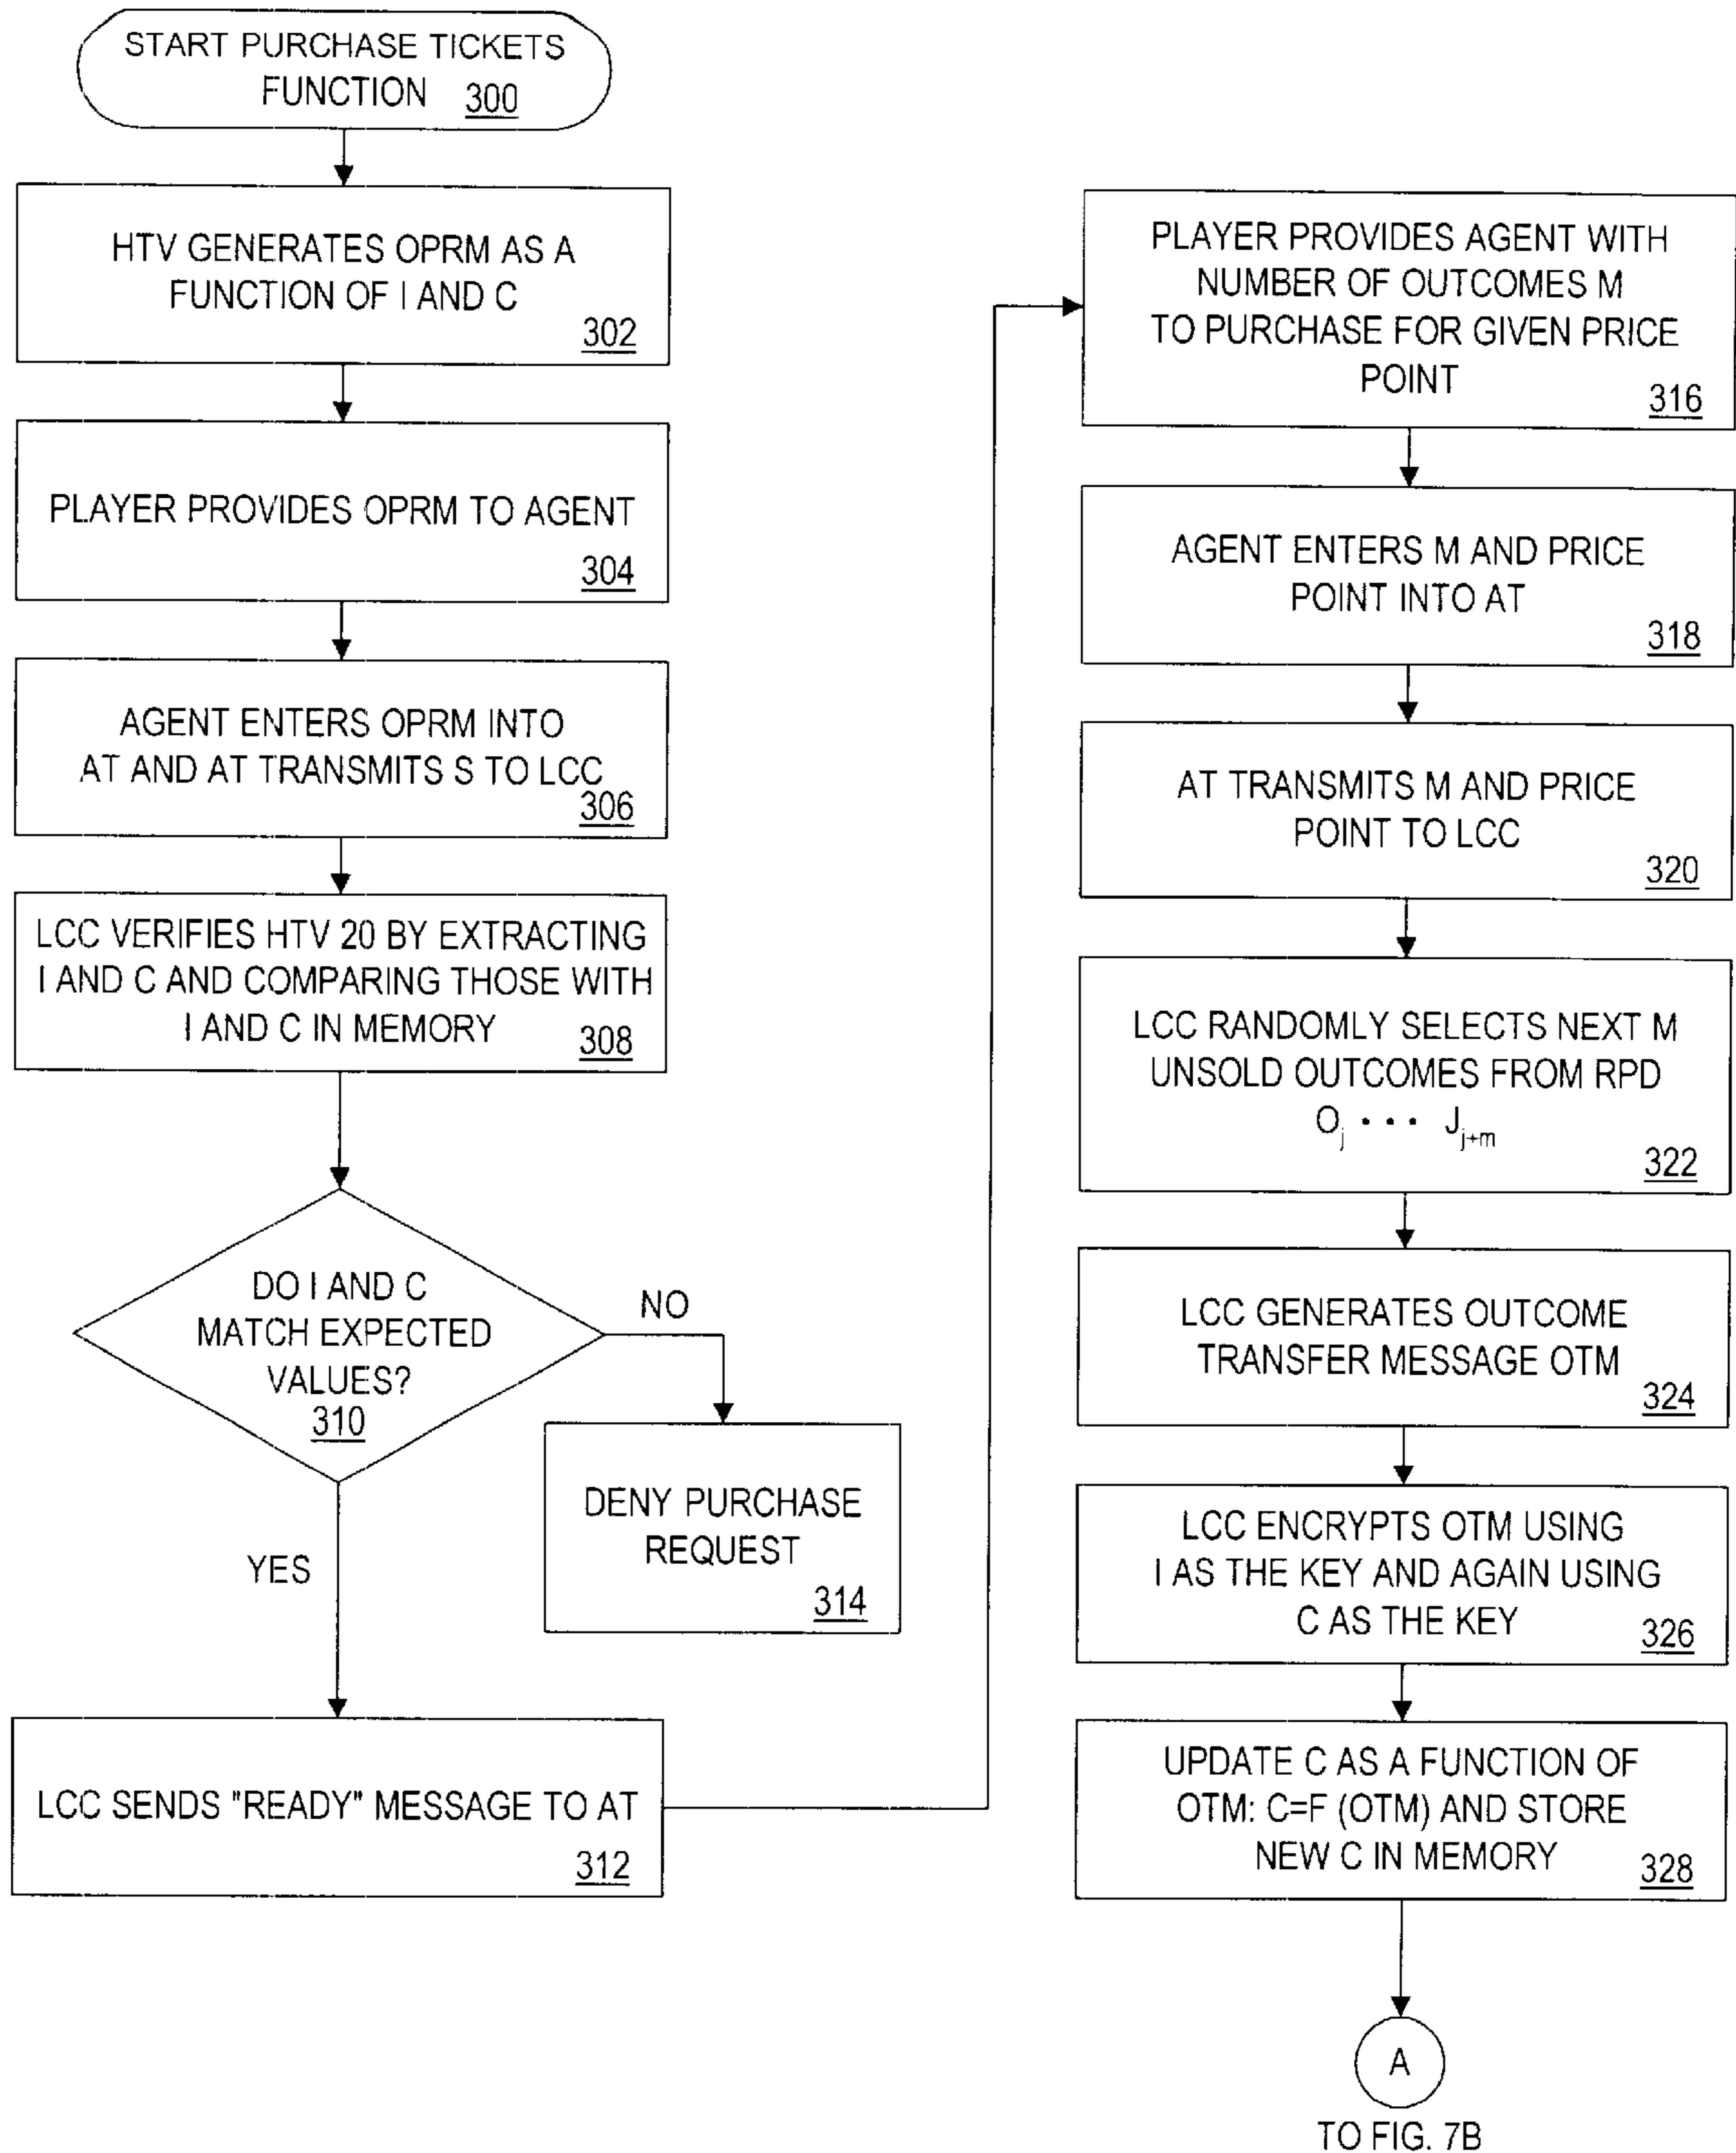 START PURCHASE TICKETS
FUNCTION 300
HTV GENERATES OPRM AS A
FUNCTION OF I AND C
302
PLAYER PROVIDES OPRM TO AGENT
304
AGENT ENTERS OPRM INTO
AT AND AT TRANSMITS S TO LCC
306
LCC VERIFIES HTV 20 BY EXTRACTING
I AND C AND COMPARING THOSE WITH
I AND C IN MEMORY
308
DO I AND C
MATCH EXPECTED
VALUES?
310
NO
DENY PURCHASE
REQUEST
314
YES
LCC SENDS "READY" MESSAGE TO AT
312
PLAYER PROVIDES AGENT WITH
NUMBER OF OUTCOMES M
TO PURCHASE FOR GIVEN PRICE
POINT
316
AGENT ENTERS M AND PRICE
POINT INTO AT
318
AT TRANSMITS M AND PRICE
POINT TO LCC
320
LCC RANDOMLY SELECTS NEXT M
UNSOLD OUTCOMES FROM RPD
O_j • • • J_{j+m}
322
LCC GENERATES OUTCOME
TRANSFER MESSAGE OTM
324
LCC ENCRYPTS OTM USING
I AS THE KEY AND AGAIN USING
C AS THE KEY
326
UPDATE C AS A FUNCTION OF
OTM: C=F (OTM) AND STORE
NEW C IN MEMORY
328
A
TO FIG. 7B